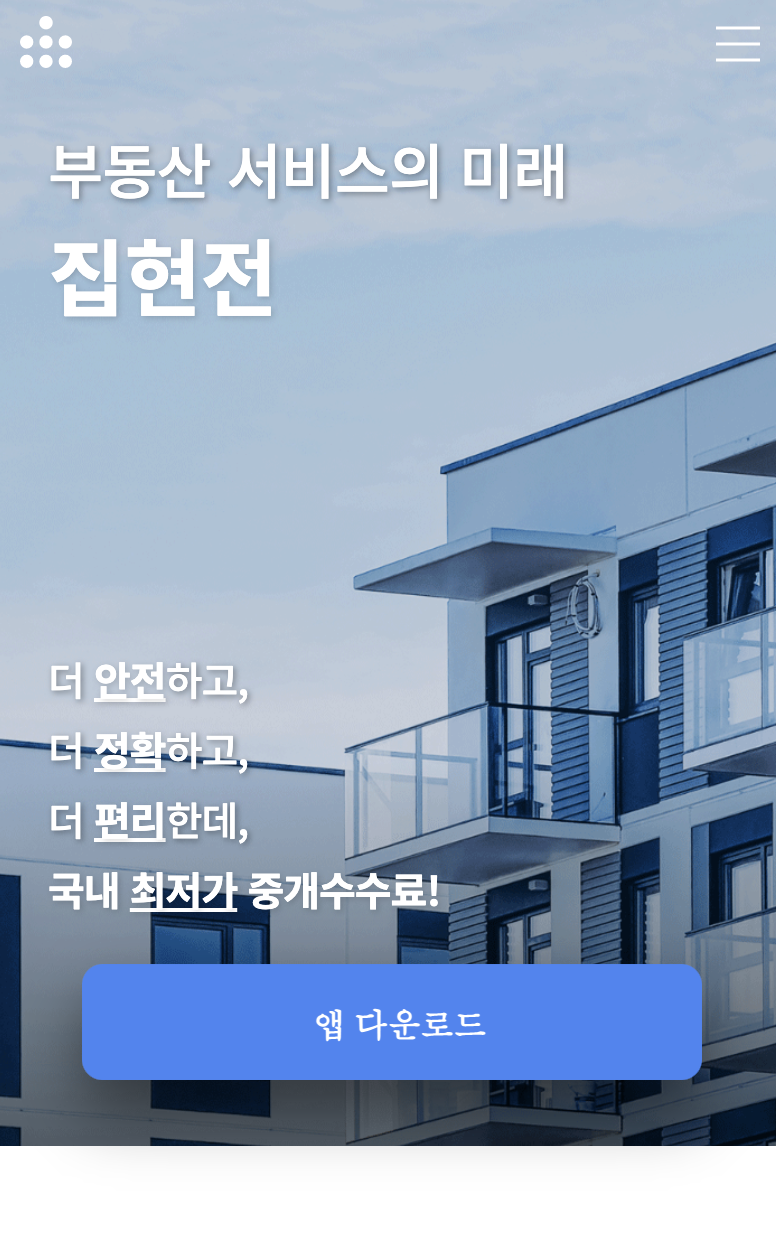 부동산 서비스의 미래
집현전
더 안전하고,
더 정확하고,
더 편리한데,
국내 최저가 중개수수료!
앱 다운로드